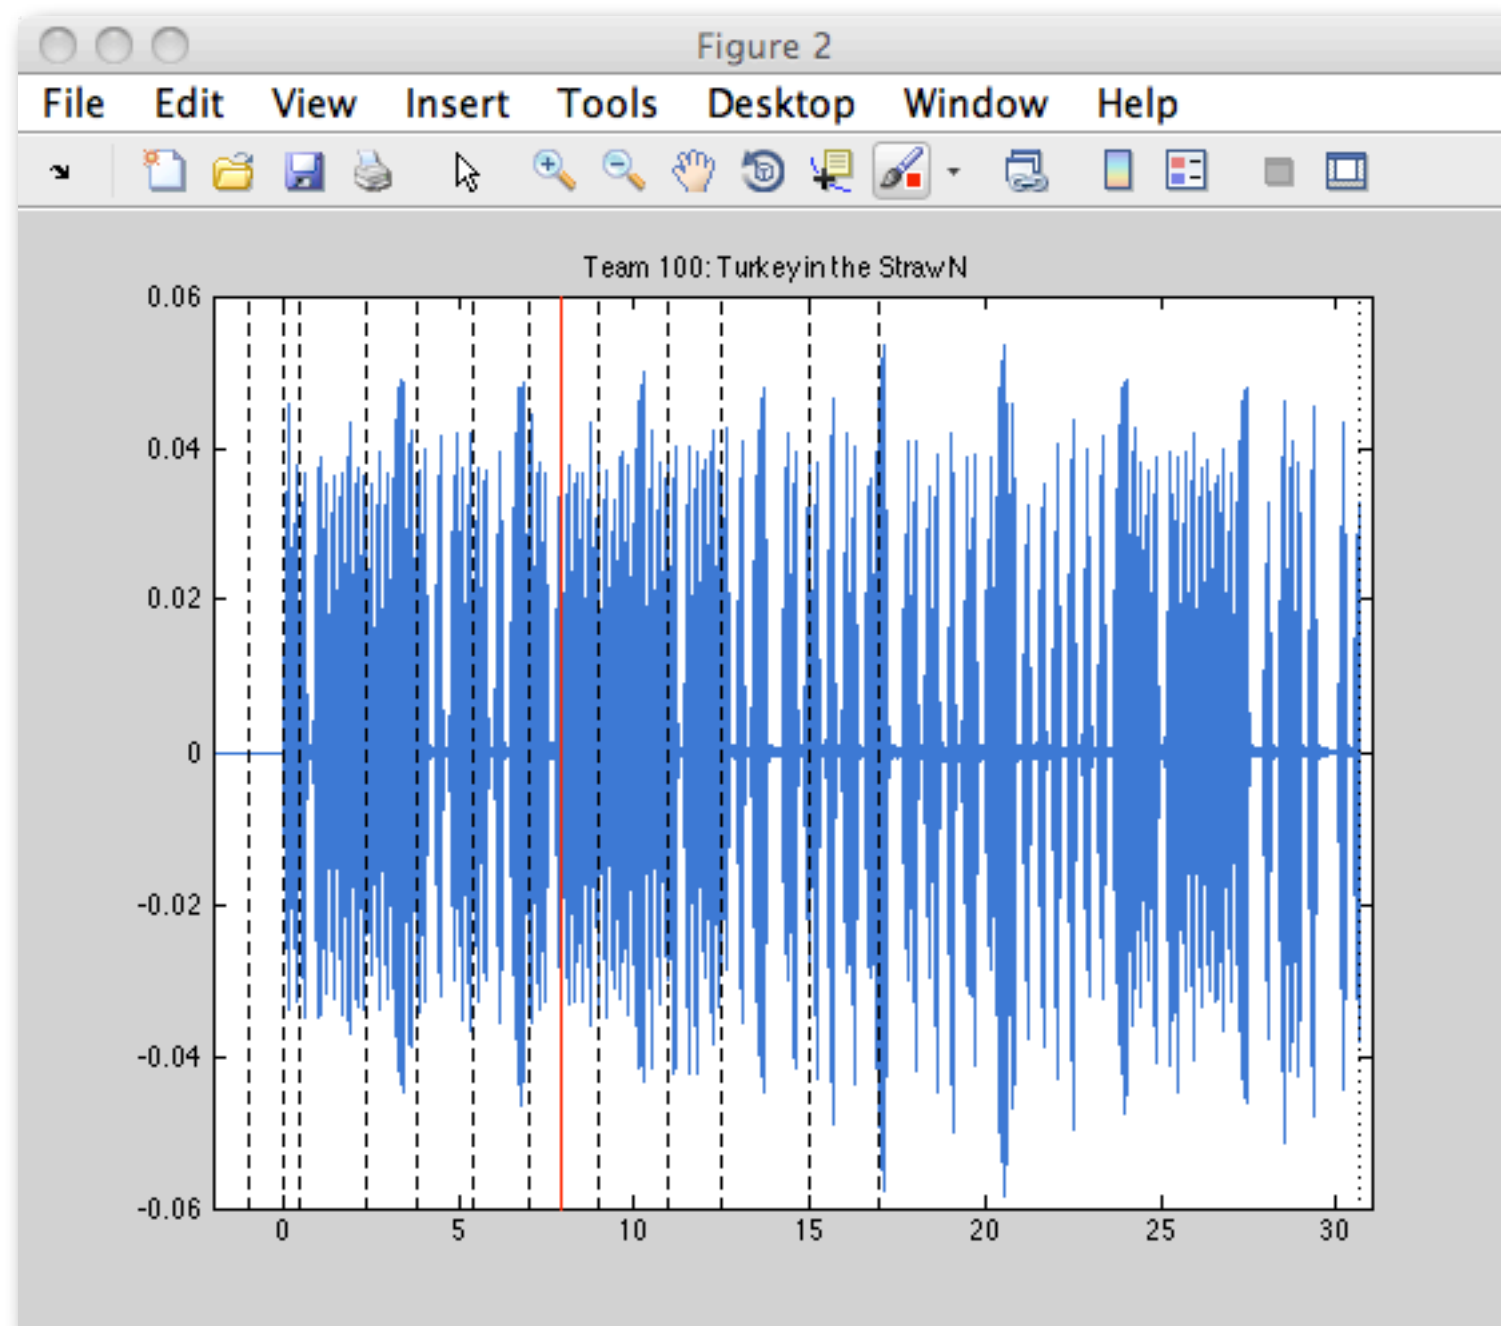 Figure 2
File Edit View Insert Tools Desktop Window Help
Team 100: Turkey in the Straw N
0.06
0.04
0.02
0
-0.02
-0.04
-0.06
0 5 10 15 20 25 30